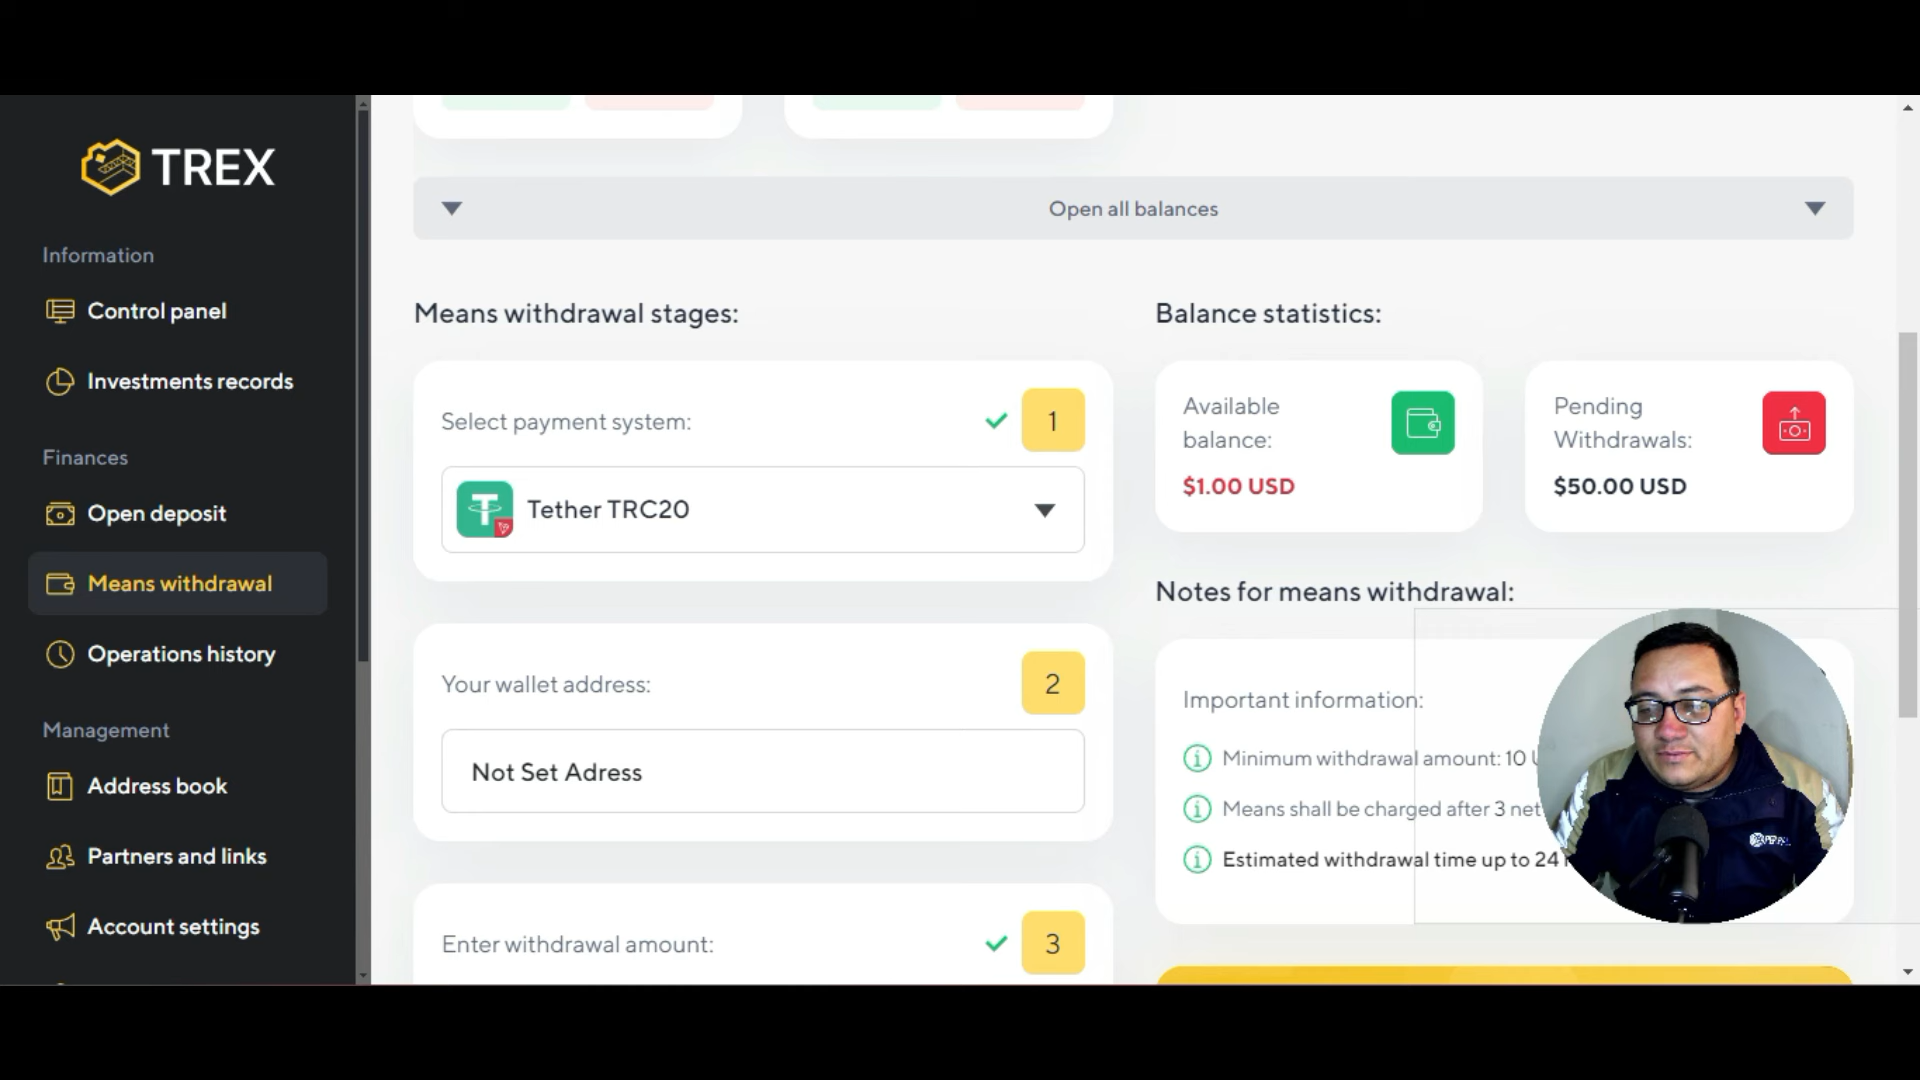 TREX
Information
Control panel
Investments records
Finances
Open deposit
Means withdrawal
Operations history
Management
Address book
Partners and links
Account settings
Open all balances
Means withdrawal stages:
Select payment system:
1
Tether TRC20
Your wallet address:
2
Not Set Adress
Enter withdrawal amount:
3
Balance statistics:
Available
balance:
$1.00 USD
Pending
Withdrawals:
$50.00 USD
Notes for means withdrawal:
Important information:
Minimum withdrawal amount: 10
Means shall be charged after 3
Estimated withdrawal time up to 24